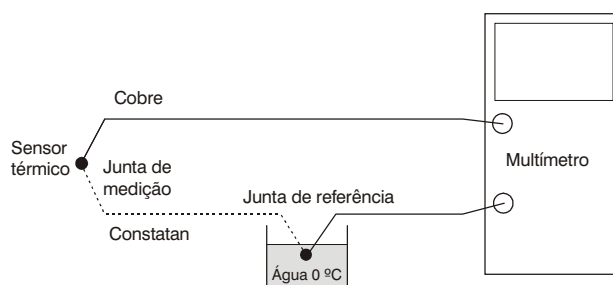 Cobre
Sensor
térmico
Junta de
medição
Multímetro
Junta de referência
Constatan
Água 0 ºC